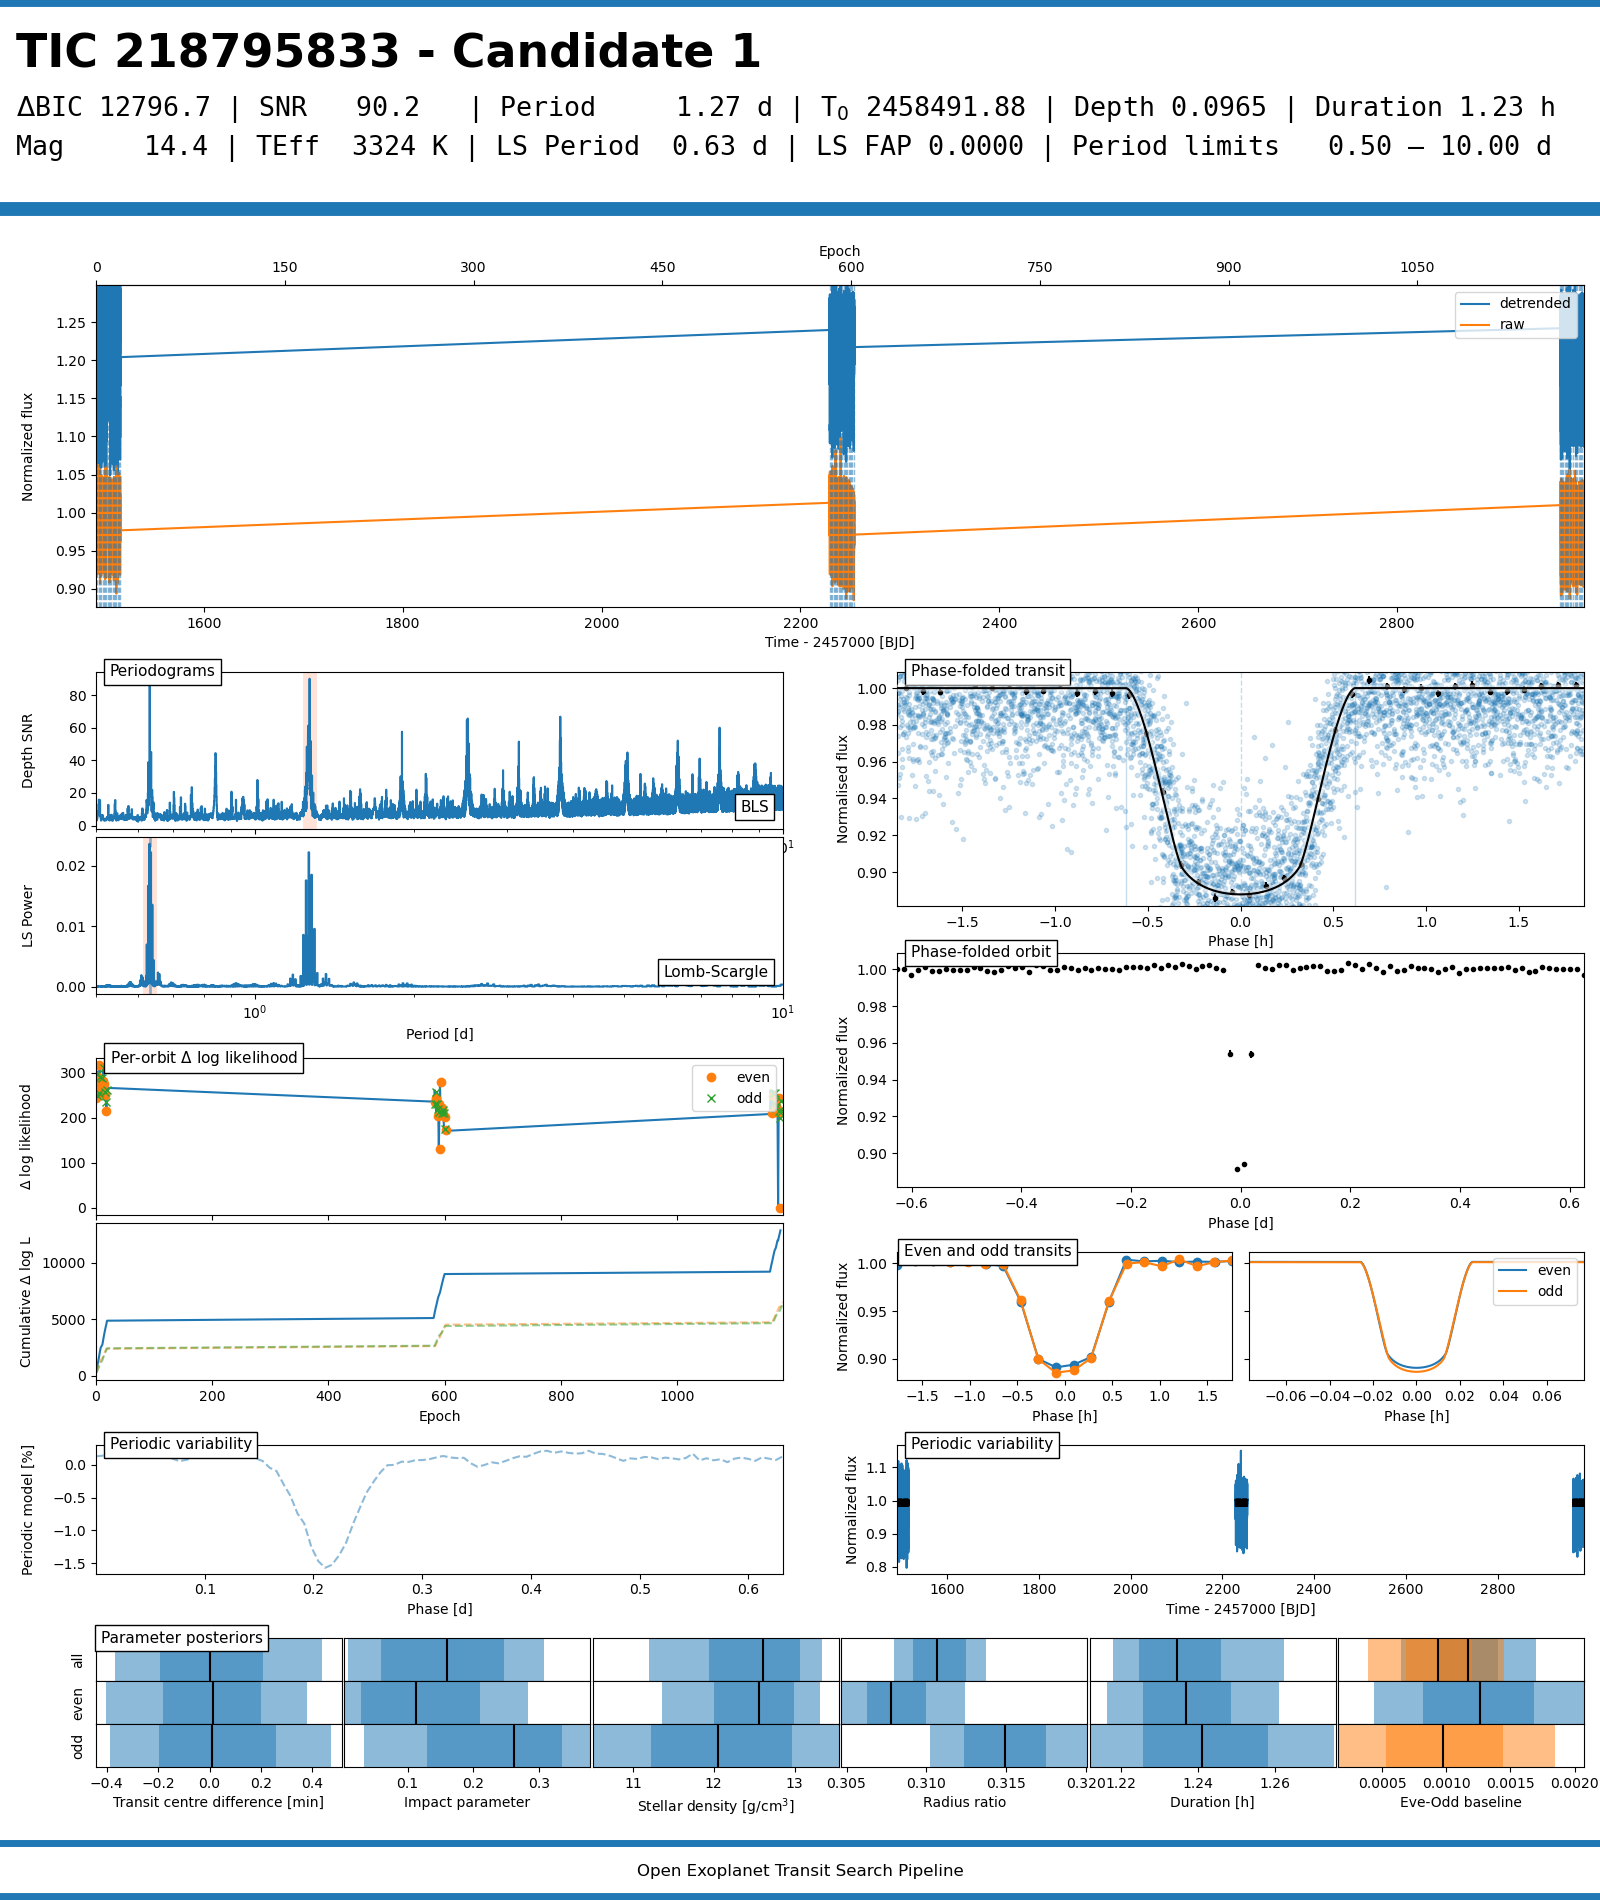 TIC 218795833 - Candidate 1
ΔBIC 12796.7 | SNR 90.2 | Period 1.27 d | T₀ 2458491.88 | Depth 0.0965 | Duration 1.23 h
Mag 14.4 | TEff 3324 K | LS Period 0.63 d | LS FAP 0.0000 | Period limits 0.50 — 10.00 d
Epoch
0 150 300 450 600 750 900 1050
Normalized flux
1.25
1.20
1.15
1.10
1.05
1.00
0.95
0.90
detrended
raw
1600 1800 2000 2200 2400 2600 2800
Time - 2457000 [BJD]
Periodograms
Depth SNR
80
60
40
20
0
BLS
LS Power
0.02
0.01
0.00
Lomb-Scargle
10⁰ 10¹
Period [d]
Phase-folded transit
Normalised flux
1.00
0.98
0.96
0.94
0.92
0.90
−1.5 −1.0 −0.5 0.0 0.5 1.0 1.5
Phase [h]
Phase-folded orbit
Normalized flux
1.00
0.98
0.96
0.94
0.92
0.90
−0.6 −0.4 −0.2 0.0 0.2 0.4 0.6
Phase [d]
Per-orbit Δ log likelihood
Δ log likelihood
300
200
100
0
even
odd
Cumulative Δ log L
10000
5000
0
0 200 400 600 800 1000
Epoch
Even and odd transits
Normalized flux
1.00
0.95
0.90
−1.5 −1.0 −0.5 0.0 0.5 1.0 1.5
Phase [h]
even
odd
−0.06 −0.04 −0.02 0.00 0.02 0.04 0.06
Phase [h]
Periodic variability
Periodic model [%]
0.0
−0.5
−1.0
−1.5
0.1 0.2 0.3 0.4 0.5 0.6
Phase [d]
Periodic variability
Normalized flux
1.1
1.0
0.9
0.8
1600 1800 2000 2200 2400 2600 2800
Time - 2457000 [BJD]
Parameter posteriors
all
even
odd
−0.4 −0.2 0.0 0.2 0.4
Transit centre difference [min]
0.1 0.2 0.3
Impact parameter
11 12 13
Stellar density [g/cm³]
0.305 0.310 0.315 0.320
Radius ratio
1.22 1.24 1.26
Duration [h]
0.0005 0.0010 0.0015 0.0020
Eve-Odd baseline
Open Exoplanet Transit Search Pipeline